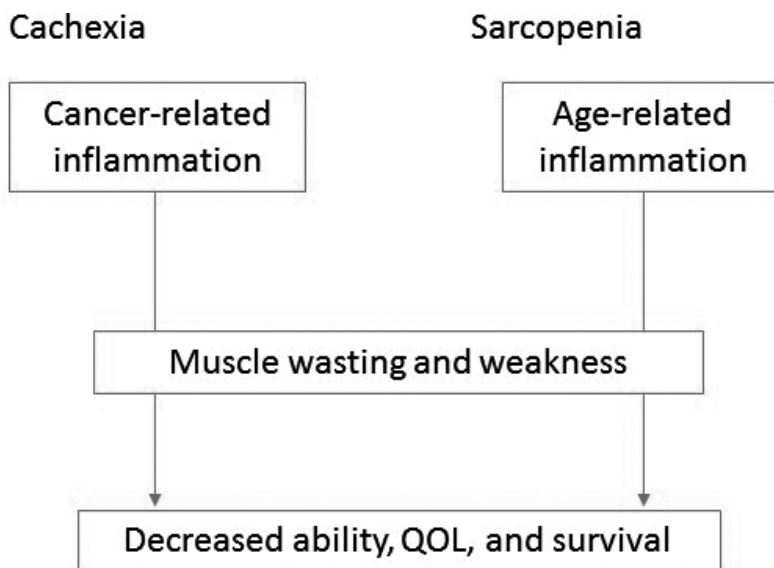 Cachexia
Sarcopenia
Cancer-related
inflammation
Age-related
inflammation
Muscle wasting and weakness
Decreased ability, QOL, and survival